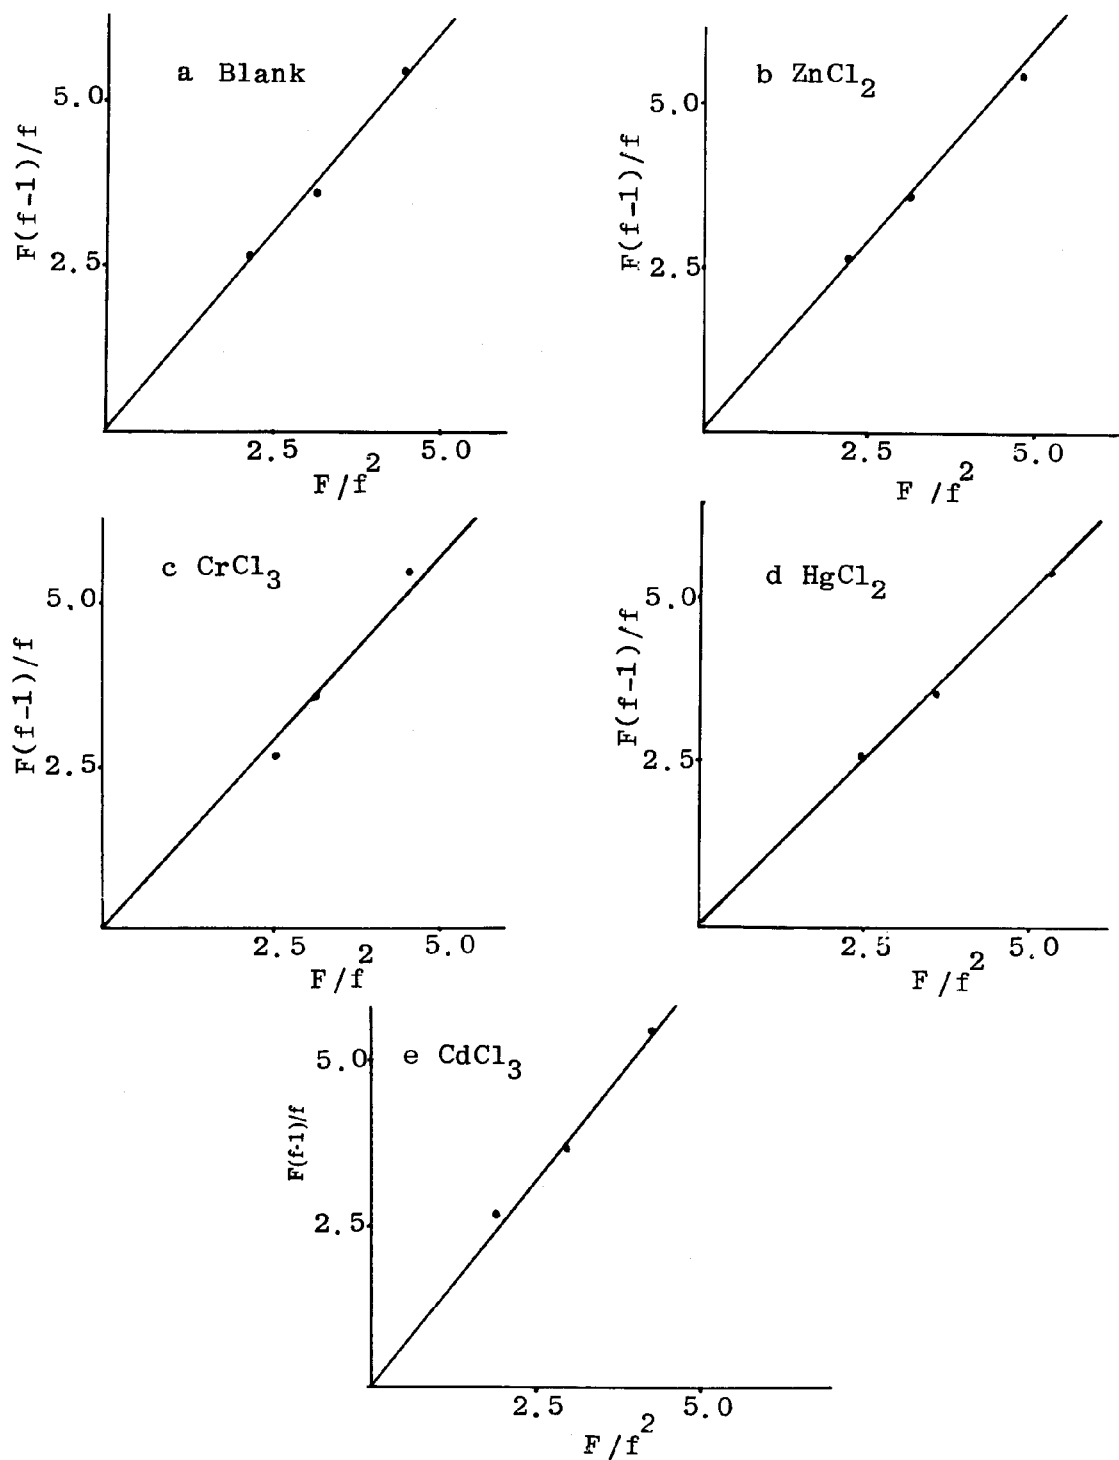 a Blank
5.0
F(f-1)/f
2.5
2.5 5.0
F/f²
b ZnCl₂
5.0
F(f-1)/f
2.5
2.5 5.0
F /f²
c CrCl₃
5.0
F(f-1)/f
2.5
2.5 5.0
F/f²
d HgCl₂
5.0
F(f-1)/f
2.5
2.5 5.0
F/f²
e CdCl₃
5.0
F(f-1)/f
2.5
2.5 5.0
F/f²